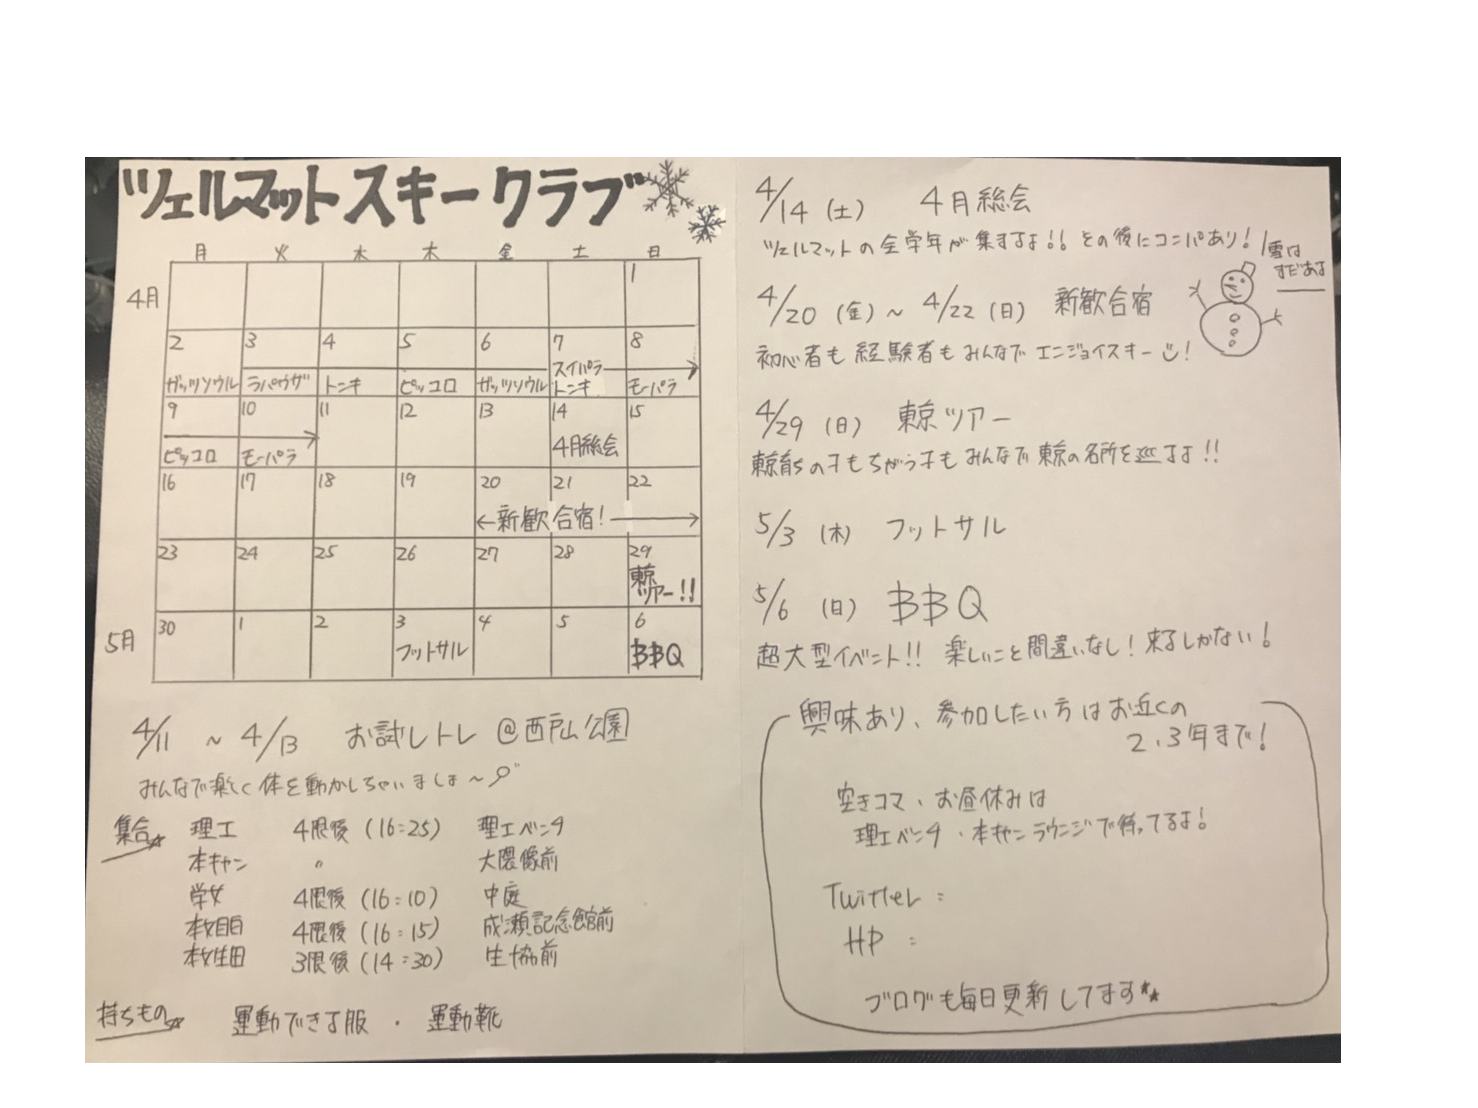 ツェルマットスキークラブ
月 火 水 木 金 土 日
4月
1
2 3 4 5 6 7 8
スイパラ
ガッツソウル ラパウザ トンキ ピッコロ ガッツソウル トンキ モーパラ
9 10 11 12 13 14 15
ピッコロ モーパラ 4月総会
16 17 18 19 20 21 22
←新歓合宿!→
23 24 25 26 27 28 29
東京
ツアー!!
5月
30 1 2 3 4 5 6
フットサル BBQ
4/11 ~ 4/13 お試しトレ @西戸山公園
みんなで楽しく体を動かしちゃいましょ~
集合☆ 理工 4限後(16:25) 理工ベンチ
本キャン 〃 大隈像前
学女 4限後(16:10) 中庭
本女目白 4限後(16:15) 成瀬記念館前
本女生田 3限後(14:30) 生協前
持ちもの☆ 運動できる服 ・ 運動靴
4/14(土) 4月総会
ツェルマットの全学年が集まるよ!! その後にコンパあり!
雪は
まだあるよ
4/20(金)~ 4/22(日) 新歓合宿
初心者も経験者もみんなでエンジョイスキー!
4/29(日) 東京ツアー
東京育ちの子もちがう子もみんなで東京の名所を巡るよ!!
5/3(木) フットサル
5/6(日) BBQ
超大型イベント!! 楽しいこと間違いなし! 来るしかない!
興味あり、参加したい方はお近くの
2、3年まで!
空きコマ、お昼休みは
理工ベンチ、本キャンラウンジで待ってるよ!
Twitter:
HP:
ブログも毎日更新してます☆★